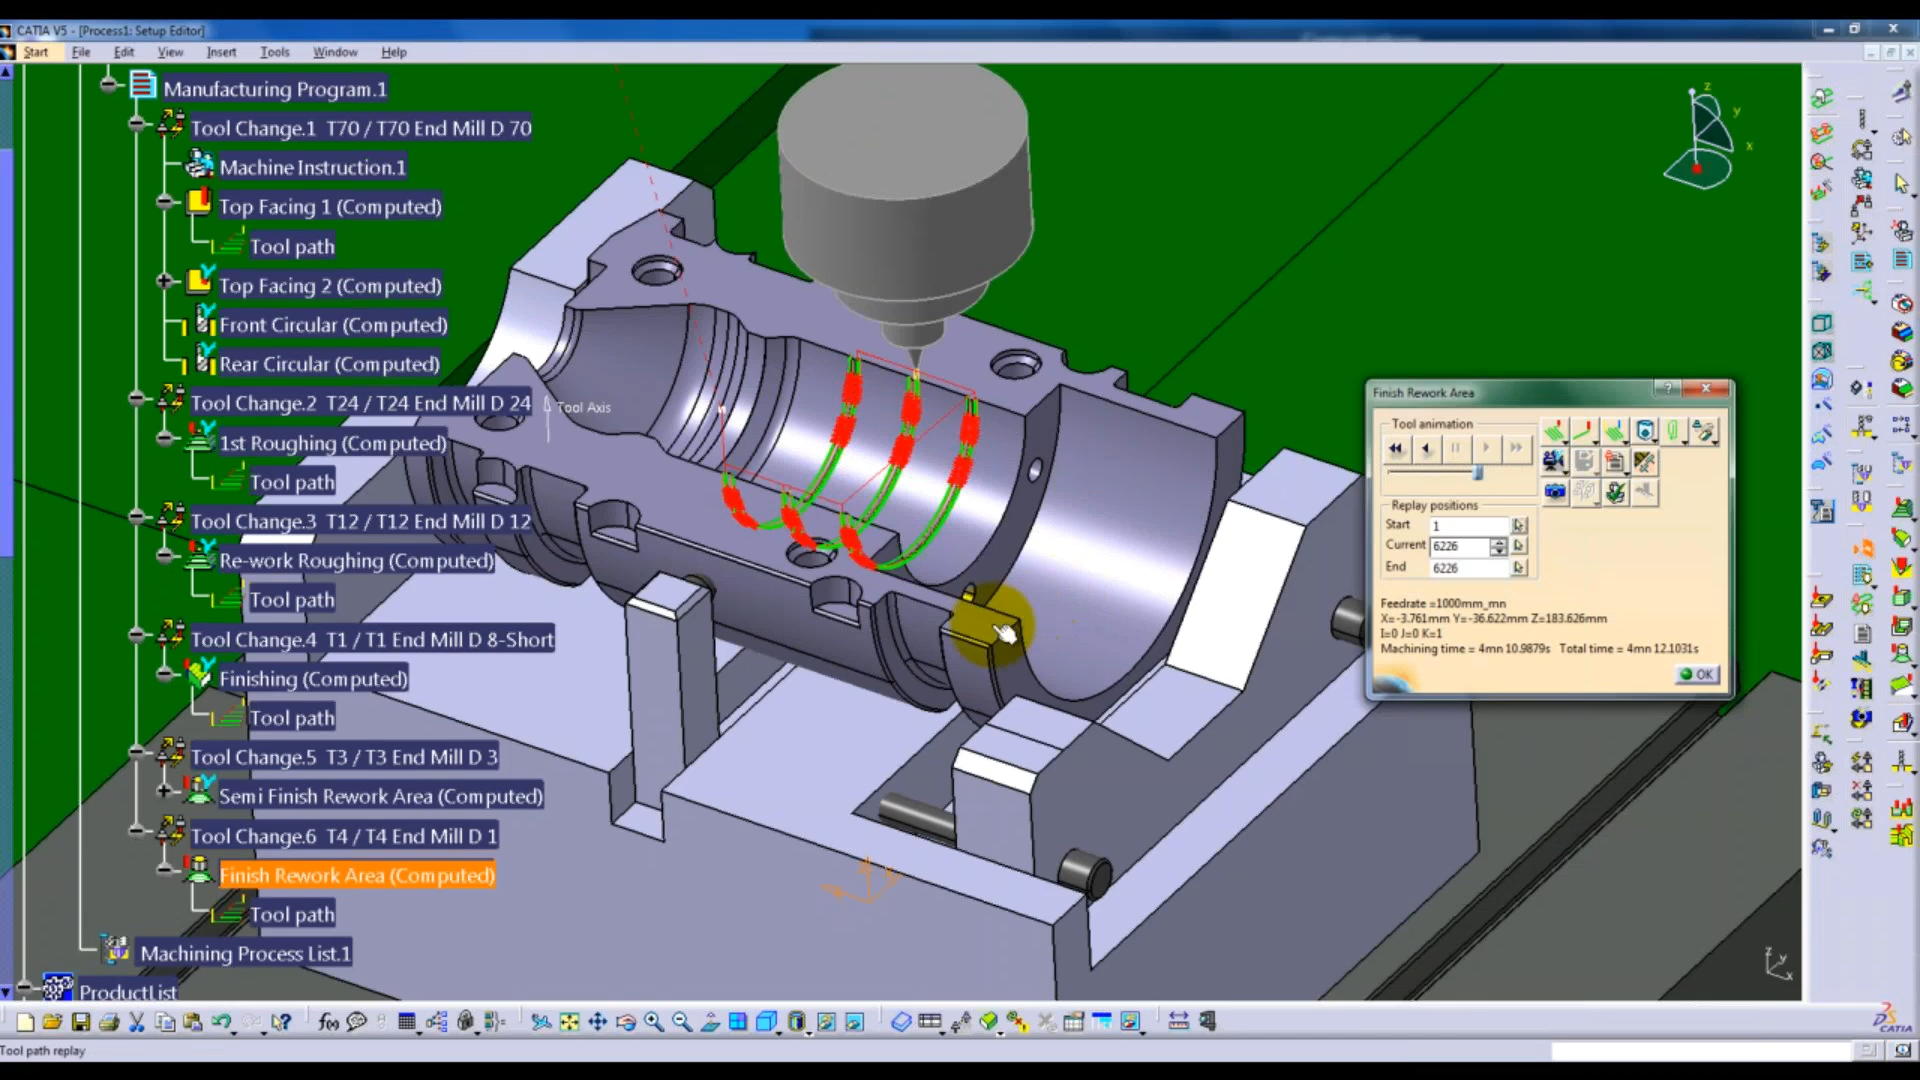 CATIA V5 - [Process1: Setup Editor]
Start File Edit View Insert Tools Window Help
Manufacturing Program.1
Tool Change.1 T70 / T70 End Mill D 70
Machine Instruction.1
Top Facing 1 (Computed)
Tool path
Top Facing 2 (Computed)
Front Circular (Computed)
Rear Circular (Computed)
Tool Change.2 T24 / T24 End Mill D 24
1st Roughing (Computed)
Tool path
Tool Change.3 T12 / T12 End Mill D 12
Re-work Roughing (Computed)
Tool path
Tool Change.4 T1 / T1 End Mill D 8-Short
Finishing (Computed)
Tool path
Tool Change.5 T3 / T3 End Mill D 3
Semi Finish Rework Area (Computed)
Tool Change.6 T4 / T4 End Mill D 1
Finish Rework Area (Computed)
Tool path
Machining Process List.1
ProductList
Tool Axis
z
y
x
Finish Rework Area
Tool animation
Replay positions
Start 1
Current 6226
End 6226
Feedrate =1000mm_mn
X=-3.761mm Y=-36.622mm Z=183.626mm
I=0 J=0 K=1
Machining time = 4mn 10.9879s Total time = 4mn 12.1031s
OK
z
y
x
f(x)
DS
CATIA
Tool path replay